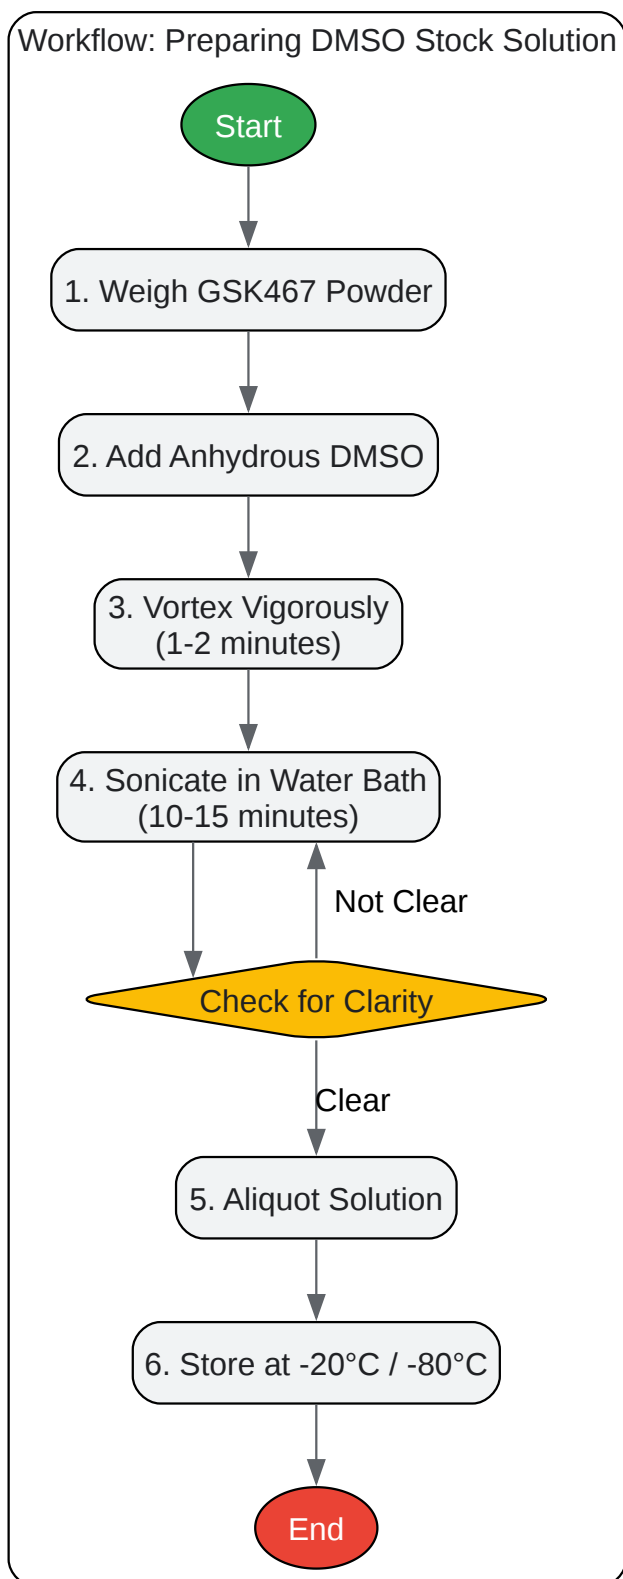 Workflow: Preparing DMSO Stock Solution
Start
1. Weigh GSK467 Powder
2. Add Anhydrous DMSO
3. Vortex Vigorously
(1-2 minutes)
4. Sonicate in Water Bath
(10-15 minutes)
Not Clear
Check for Clarity
Clear
5. Aliquot Solution
6. Store at -20°C / -80°C
End